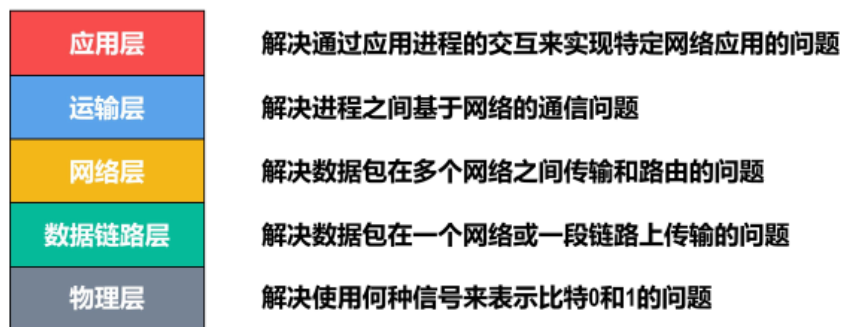 应用层 解决通过应用进程的交互来实现特定网络应用的问题
运输层 解决进程之间基于网络的通信问题
网络层 解决数据包在多个网络之间传输和路由的问题
数据链路层 解决数据包在一个网络或一段链路上传输的问题
物理层 解决使用何种信号来表示比特0和1的问题